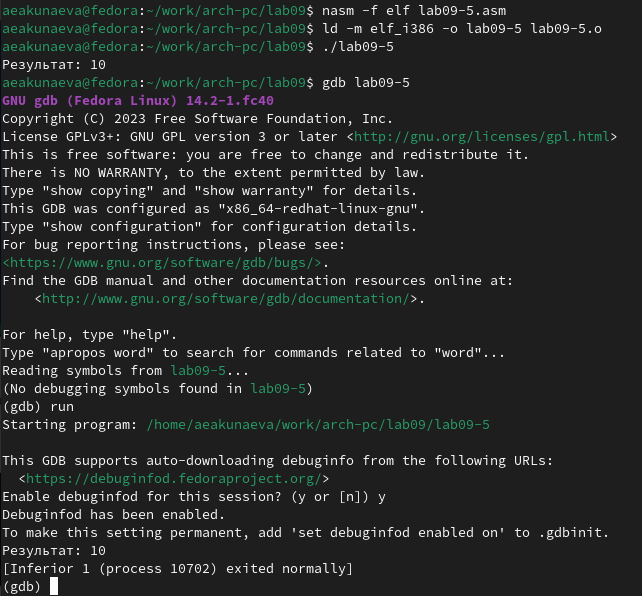 aeakunaeva@fedora:~/work/arch-pc/lab09$ nasm -f elf lab09-5.asm
aeakunaeva@fedora:~/work/arch-pc/lab09$ ld -m elf_i386 -o lab09-5 lab09-5.o
aeakunaeva@fedora:~/work/arch-pc/lab09$ ./lab09-5
Результат: 10
aeakunaeva@fedora:~/work/arch-pc/lab09$ gdb lab09-5
GNU gdb (Fedora Linux) 14.2-1.fc40
Copyright (C) 2023 Free Software Foundation, Inc.
License GPLv3+: GNU GPL version 3 or later <http://gnu.org/licenses/gpl.html>
This is free software: you are free to change and redistribute it.
There is NO WARRANTY, to the extent permitted by law.
Type "show copying" and "show warranty" for details.
This GDB was configured as "x86_64-redhat-linux-gnu".
Type "show configuration" for configuration details.
For bug reporting instructions, please see:
<https://www.gnu.org/software/gdb/bugs/>.
Find the GDB manual and other documentation resources online at:
    <http://www.gnu.org/software/gdb/documentation/>.

For help, type "help".
Type "apropos word" to search for commands related to "word"...
Reading symbols from lab09-5...
(No debugging symbols found in lab09-5)
(gdb) run
Starting program: /home/aeakunaeva/work/arch-pc/lab09/lab09-5

This GDB supports auto-downloading debuginfo from the following URLs:
  <https://debuginfod.fedoraproject.org/>
Enable debuginfod for this session? (y or [n]) y
Debuginfod has been enabled.
To make this setting permanent, add 'set debuginfod enabled on' to .gdbinit.
Результат: 10
[Inferior 1 (process 10702) exited normally]
(gdb)